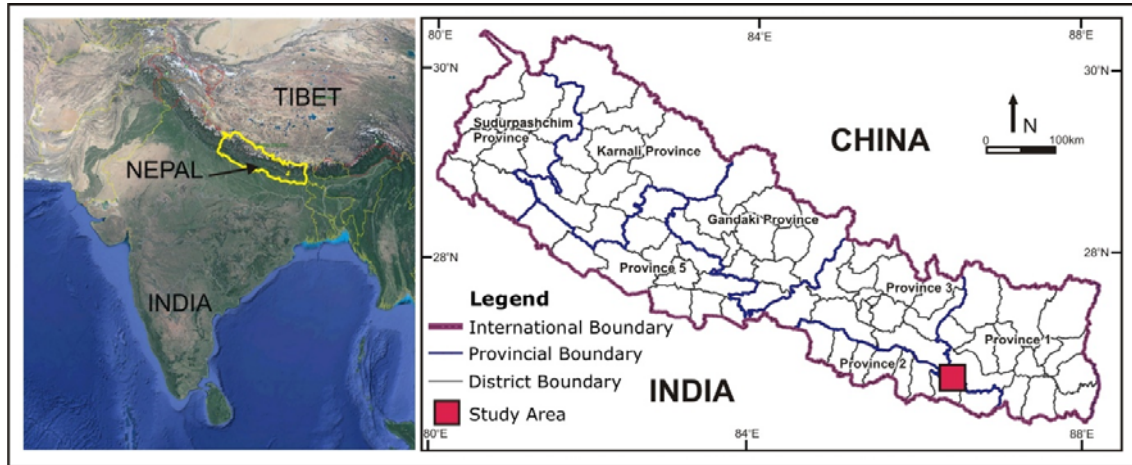 TIBET
NEPAL
INDIA
80°E
84°E
88°E
30°N
30°N
Sudurpashchim
Province
Karnali Province
CHINA
N
0
100km
Gandaki Province
28°N
28°N
Province 5
Province 3
Legend
International Boundary
Provincial Boundary
District Boundary
Study Area
Province 1
Province 2
INDIA
80°E
84°E
88°E